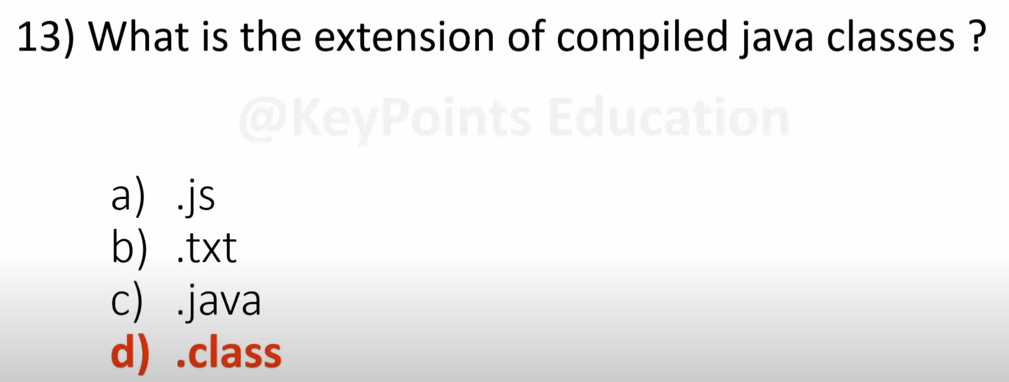 13) What is the extension of compiled java classes ?
@KeyPoints Education
a) .js
b) .txt
c) .java
d) .class